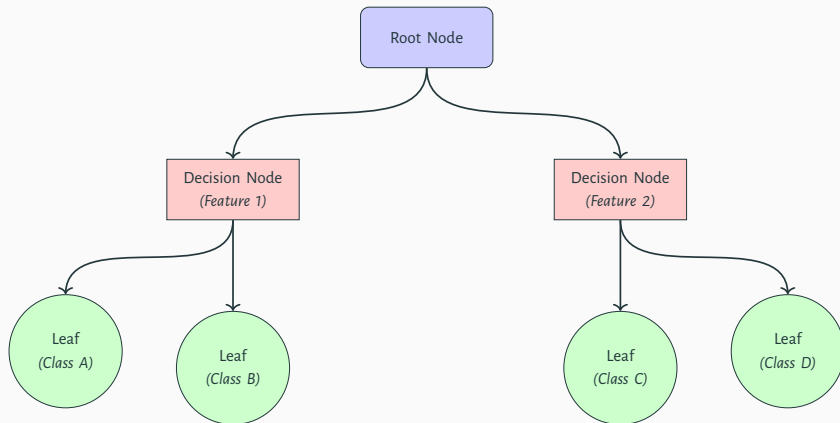 Root Node
Decision Node
(Feature 1)
Decision Node
(Feature 2)
Leaf
(Class A)
Leaf
(Class B)
Leaf
(Class C)
Leaf
(Class D)